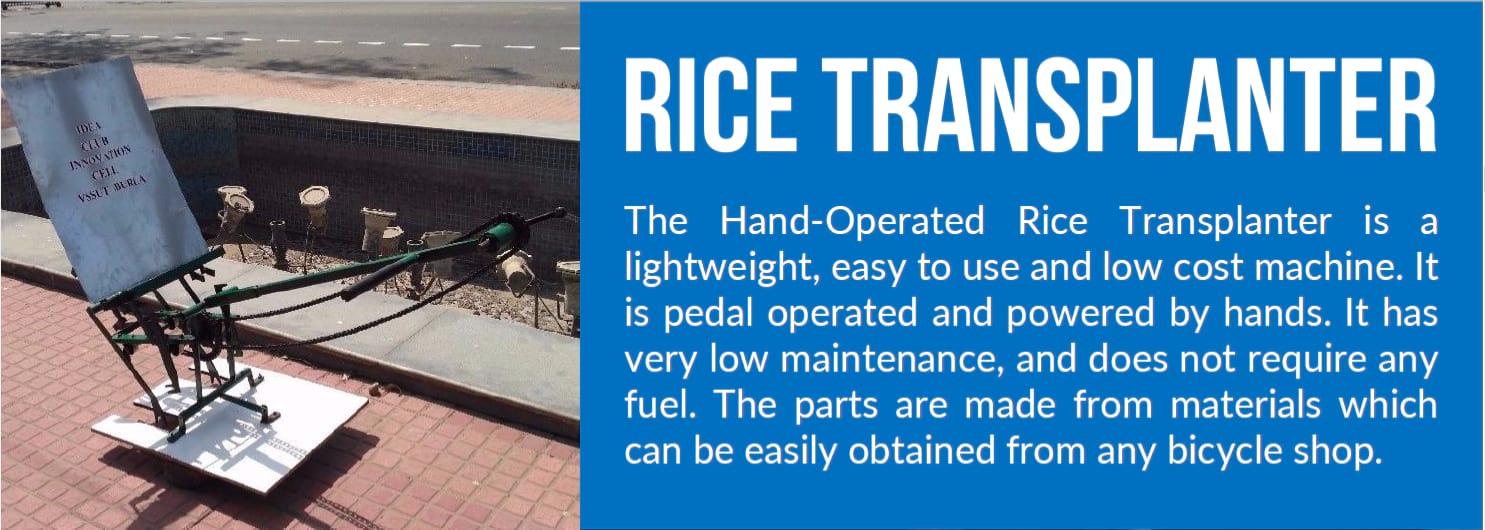 IDEA
CLUB
INNOVATION
CELL
VSSUT BURLA
RICE TRANSPLANTER
The Hand-Operated Rice Transplanter is a
lightweight, easy to use and low cost machine. It
is pedal operated and powered by hands. It has
very low maintenance, and does not require any
fuel. The parts are made from materials which
can be easily obtained from any bicycle shop.